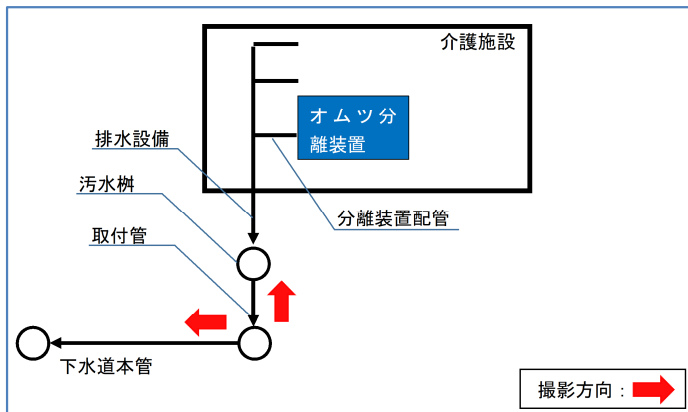 介護施設
オムツ分
離装置
排水設備
汚水桝
分離装置配管
取付管
下水道本管
撮影方向：